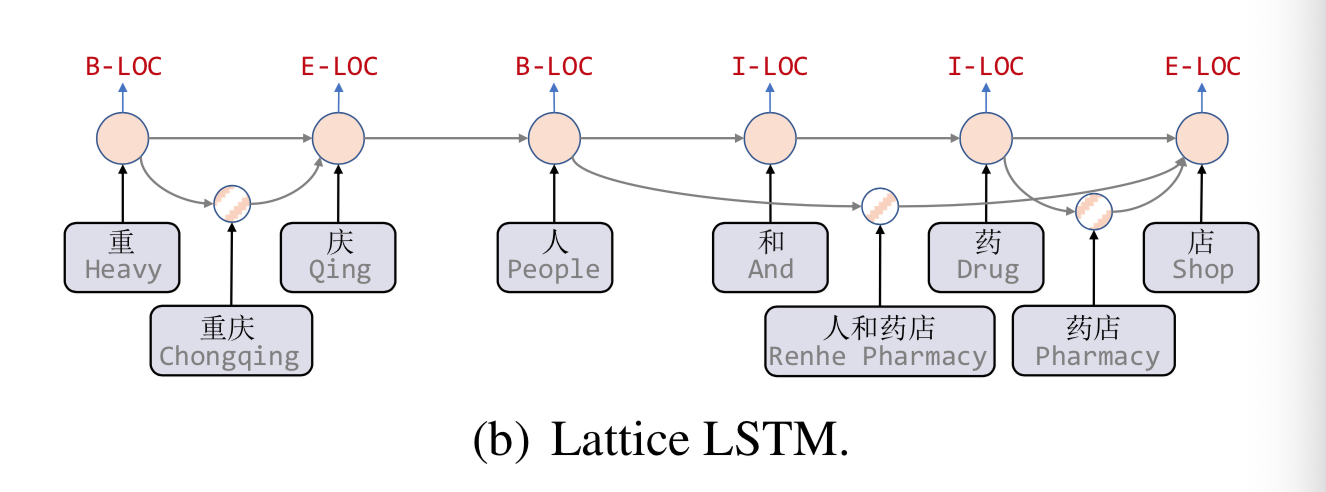 B-LOC E-LOC B-LOC I-LOC I-LOC E-LOC
重 庆 人 和 药 店
Heavy Qing People And Drug Shop
重庆 人和药店 药店
Chongqing Renhe Pharmacy Pharmacy
(b) Lattice LSTM.